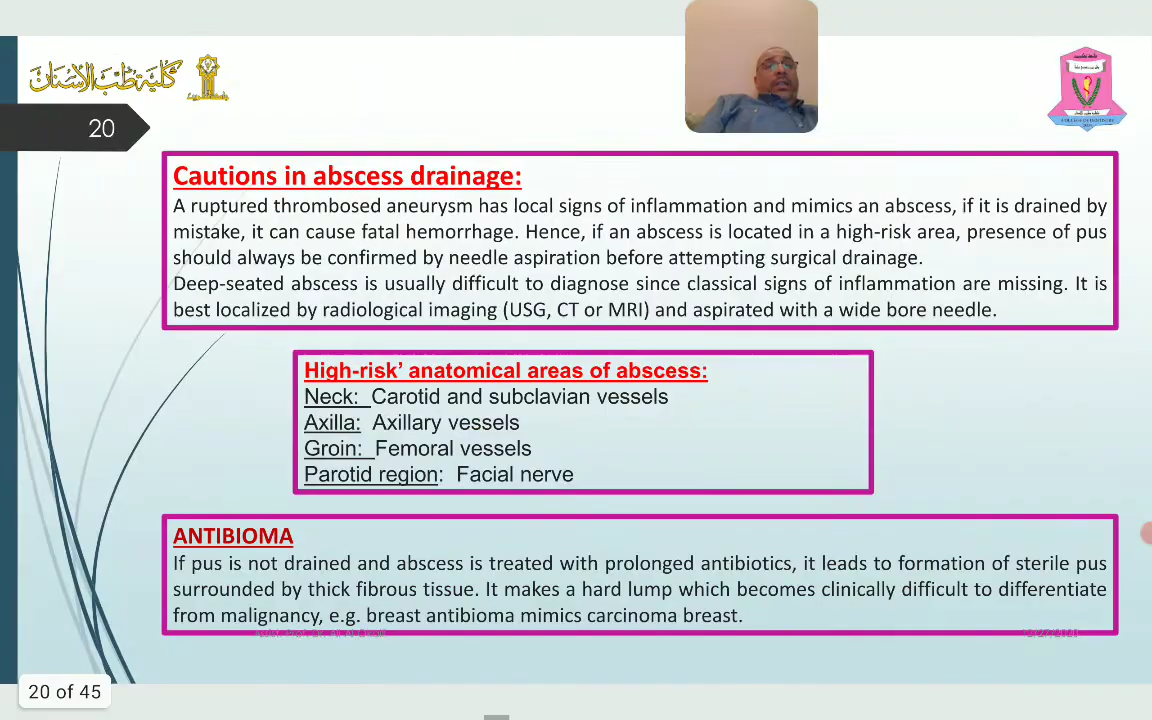 كلية طب الأسنان
20
COLLEGE OF DENTISTRY
Cautions in abscess drainage:
A ruptured thrombosed aneurysm has local signs of inflammation and mimics an abscess, if it is drained by
mistake, it can cause fatal hemorrhage. Hence, if an abscess is located in a high-risk area, presence of pus
should always be confirmed by needle aspiration before attempting surgical drainage.
Deep-seated abscess is usually difficult to diagnose since classical signs of inflammation are missing. It is
best localized by radiological imaging (USG, CT or MRI) and aspirated with a wide bore needle.
High-risk’ anatomical areas of abscess:
Neck: Carotid and subclavian vessels
Axilla: Axillary vessels
Groin: Femoral vessels
Parotid region: Facial nerve
ANTIBIOMA
If pus is not drained and abscess is treated with prolonged antibiotics, it leads to formation of sterile pus
surrounded by thick fibrous tissue. It makes a hard lump which becomes clinically difficult to differentiate
from malignancy, e.g. breast antibioma mimics carcinoma breast.
20 of 45